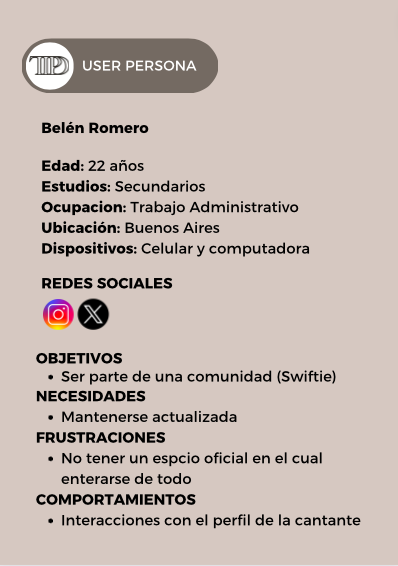 TTPD
USER PERSONA
Belén Romero
Edad: 22 años
Estudios: Secundarios
Ocupacion: Trabajo Administrativo
Ubicación: Buenos Aires
Dispositivos: Celular y computadora
REDES SOCIALES
OBJETIVOS
• Ser parte de una comunidad (Swiftie)
NECESIDADES
• Mantenerse actualizada
FRUSTRACIONES
• No tener un espcio oficial en el cual
enterarse de todo
COMPORTAMIENTOS
• Interacciones con el perfil de la cantante